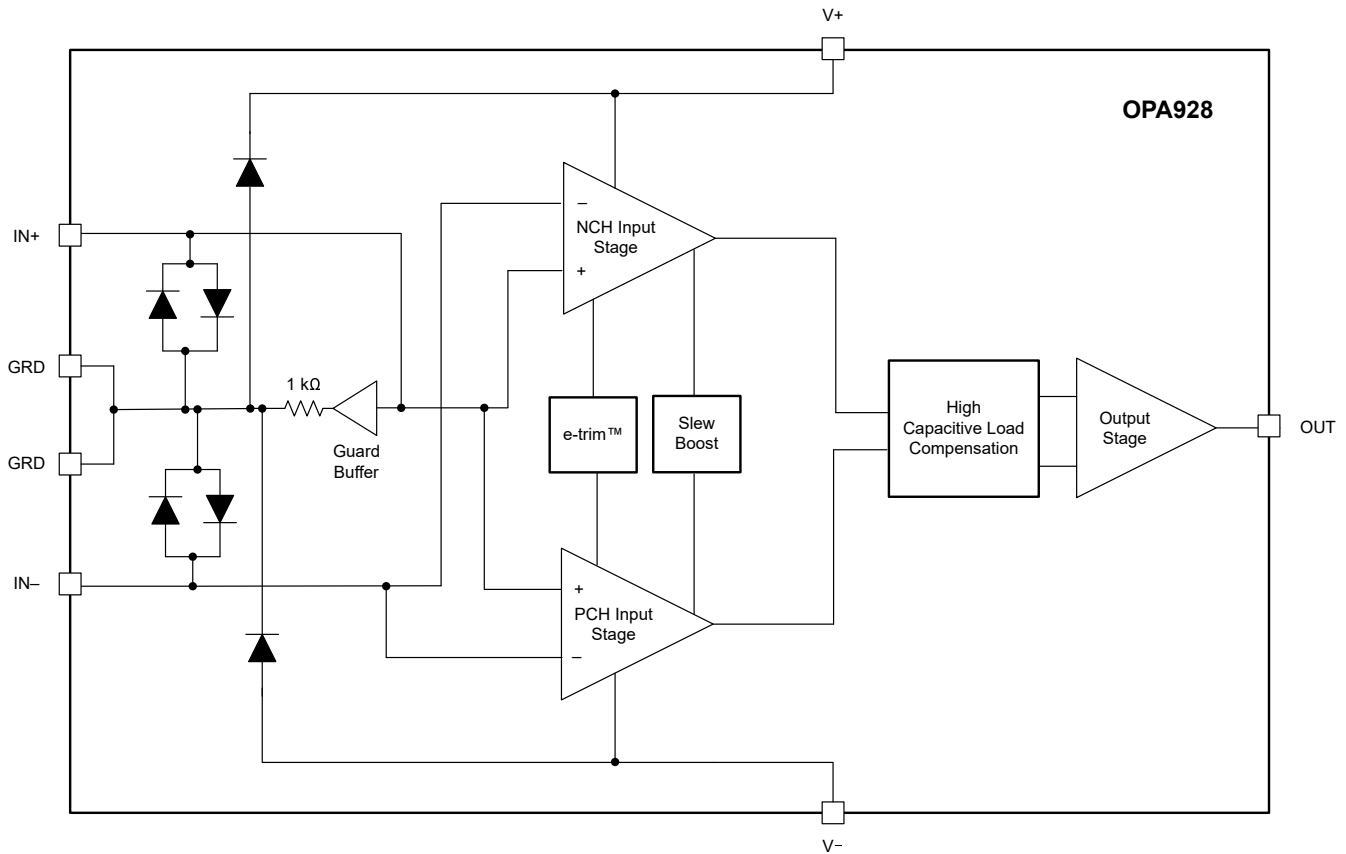 V+
OPA928
IN+
GRD
GRD
IN–
1 kΩ
Guard
Buffer
–
NCH Input
Stage
+
e-trim™
Slew
Boost
+
PCH Input
Stage
–
High
Capacitive Load
Compensation
Output
Stage
OUT
V–